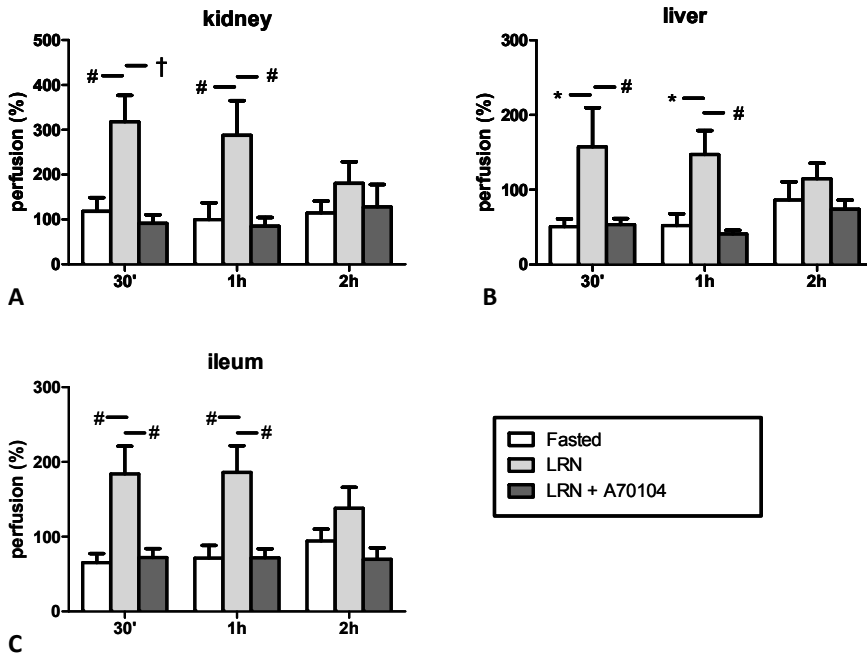 kidney
perfusion (%)
500
400
300
200
100
0
# †
# #
30' 1h 2h
A
liver
perfusion (%)
300
200
100
0
* #
* #
30' 1h 2h
B
ileum
perfusion (%)
300
200
100
0
# #
# #
30' 1h 2h
C
Fasted
LRN
LRN + A70104